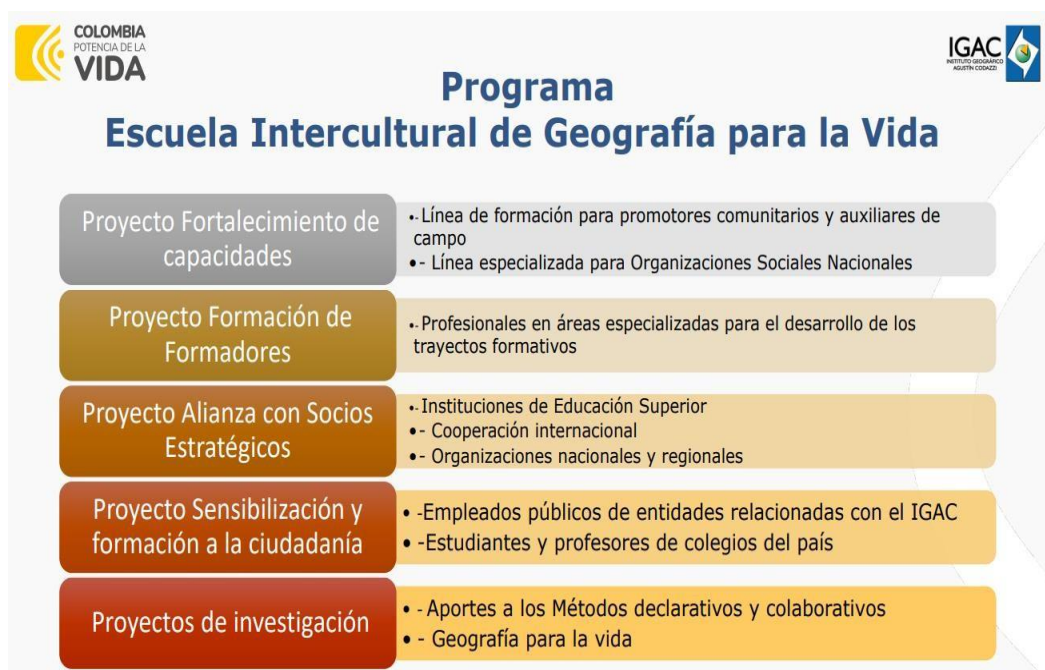 COLOMBIA
POTENCIA DE LA
VIDA
IGAC
INSTITUTO GEOGRÁFICO
AGUSTÍN CODAZZI
Programa
Escuela Intercultural de Geografía para la Vida
Proyecto Fortalecimiento de
capacidades
•- Línea de formación para promotores comunitarios y auxiliares de
campo
•- Línea especializada para Organizaciones Sociales Nacionales
Proyecto Formación de
Formadores
•- Profesionales en áreas especializadas para el desarrollo de los
trayectos formativos
Proyecto Alianza con Socios
Estratégicos
•- Instituciones de Educación Superior
•- Cooperación internacional
•- Organizaciones nacionales y regionales
Proyecto Sensibilización y
formación a la ciudadanía
• -Empleados públicos de entidades relacionadas con el IGAC
• -Estudiantes y profesores de colegios del país
Proyectos de investigación
• - Aportes a los Métodos declarativos y colaborativos
• - Geografía para la vida